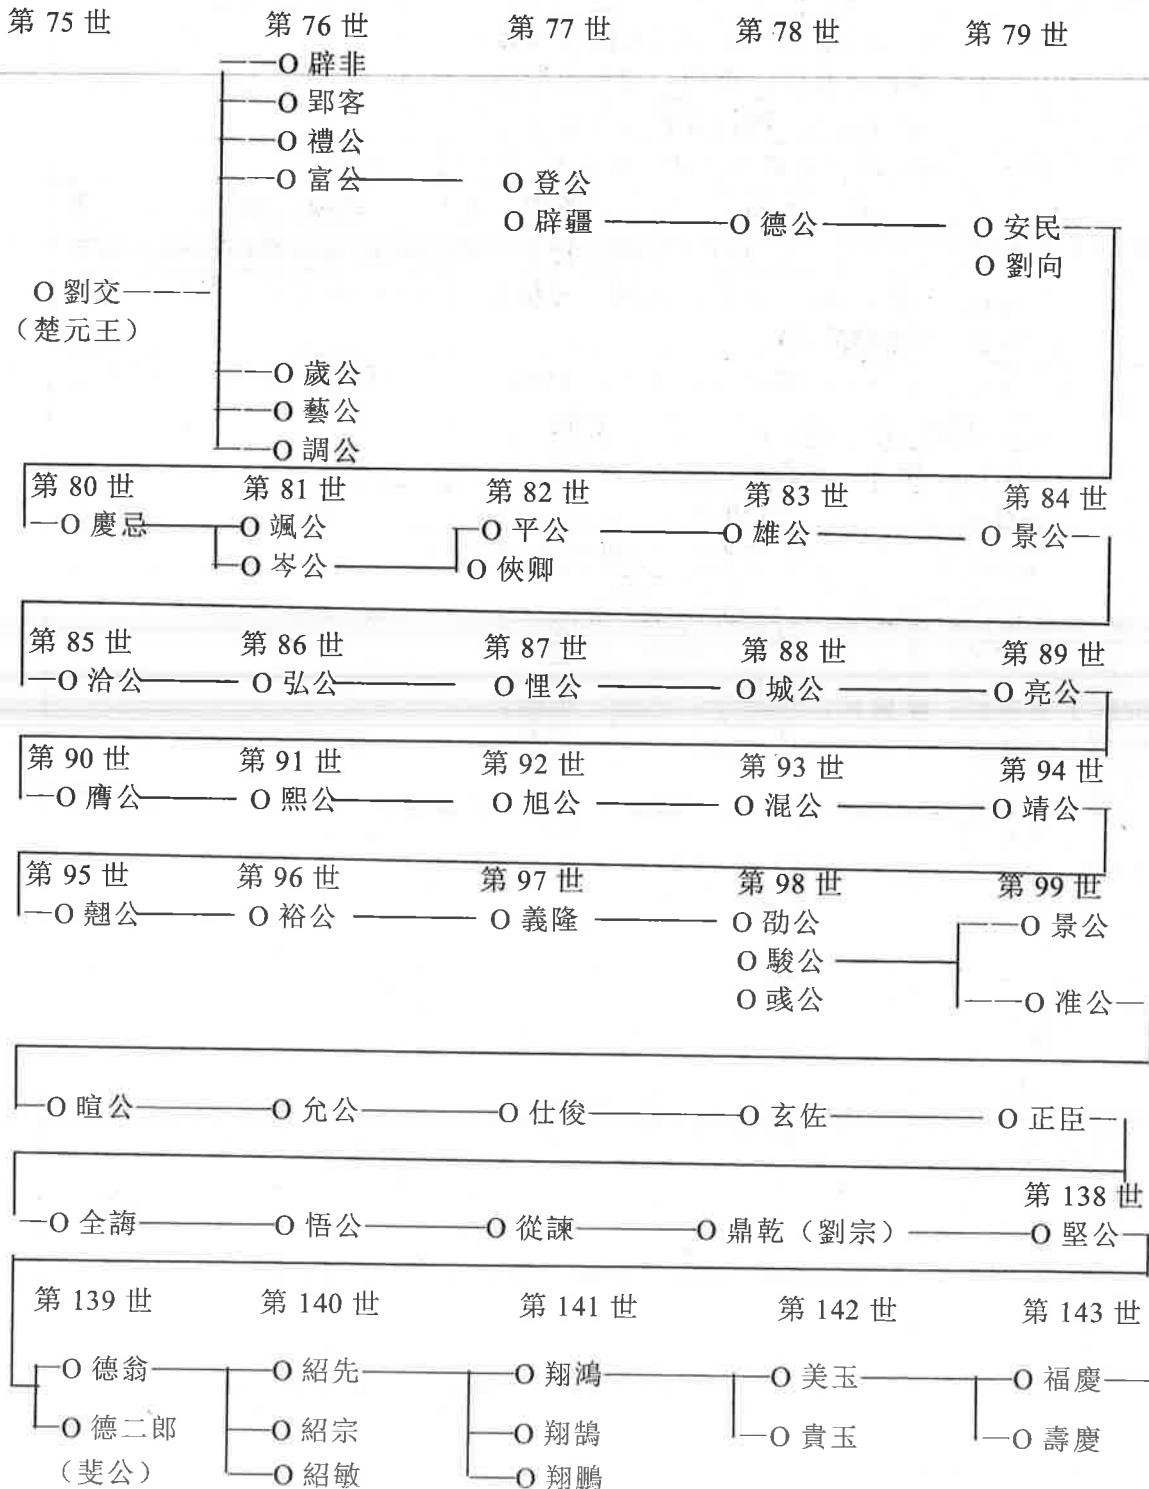 第 75 世 第 76 世 第 77 世 第 78 世 第 79 世
O 辟非
O 郢客
O 禮公
O 富公 O 登公
O 辟疆 O 德公 O 安民
O 劉向
O 劉交
（楚元王）
O 歲公
O 藝公
O 調公
第 80 世 第 81 世 第 82 世 第 83 世 第 84 世
O 慶忌 O 颯公 O 平公 O 雄公 O 景公
O 岑公 O 俠卿
第 85 世 第 86 世 第 87 世 第 88 世 第 89 世
O 洽公 O 弘公 O 悝公 O 城公 O 亮公
第 90 世 第 91 世 第 92 世 第 93 世 第 94 世
O 膺公 O 熙公 O 旭公 O 混公 O 靖公
第 95 世 第 96 世 第 97 世 第 98 世 第 99 世
O 翹公 O 裕公 O 義隆 O 劭公 O 景公
O 駿公
O 彧公 O 准公
O 暄公 O 允公 O 仕俊 O 玄佐 O 正臣
第 138 世
O 全誨 O 悟公 O 從諫 O 鼎乾（劉宗） O 堅公
第 139 世 第 140 世 第 141 世 第 142 世 第 143 世
O 德翁 O 紹先 O 翔鴻 O 美玉 O 福慶
O 德二郎 O 紹宗 O 翔鵠 O 貴玉 O 壽慶
（斐公） O 紹敏 O 翔鵬